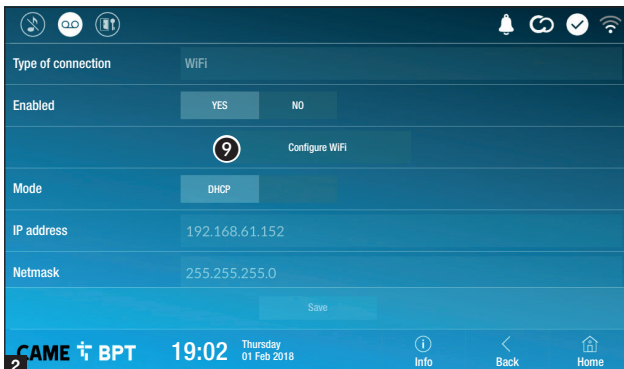 Type of connection WiFi
Enabled YES NO
9 Configure WiFi
Mode DHCP
IP address 192.168.61.152
Netmask 255.255.255.0
Save
CAME BPT 19:02 Thursday
01 Feb 2018
Info Back Home
2